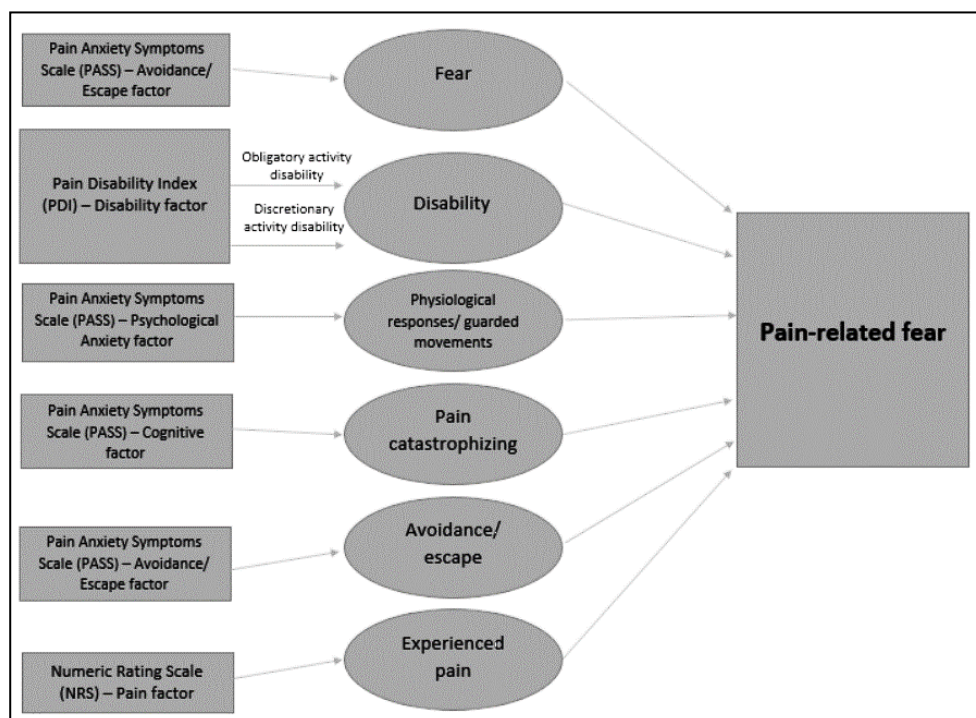 Pain Anxiety Symptoms
Scale (PASS) – Avoidance/
Escape factor
Fear
Pain Disability Index
(PDI) – Disability factor
Obligatory activity
disability
Discretionary
activity disability
Disability
Pain Anxiety Symptoms
Scale (PASS) – Psychological
Anxiety factor
Physiological
responses/ guarded
movements
Pain-related fear
Pain Anxiety Symptoms
Scale (PASS) – Cognitive
factor
Pain
catastrophizing
Pain Anxiety Symptoms
Scale (PASS) – Avoidance/
Escape factor
Avoidance/
escape
Numeric Rating Scale
(NRS) – Pain factor
Experienced
pain